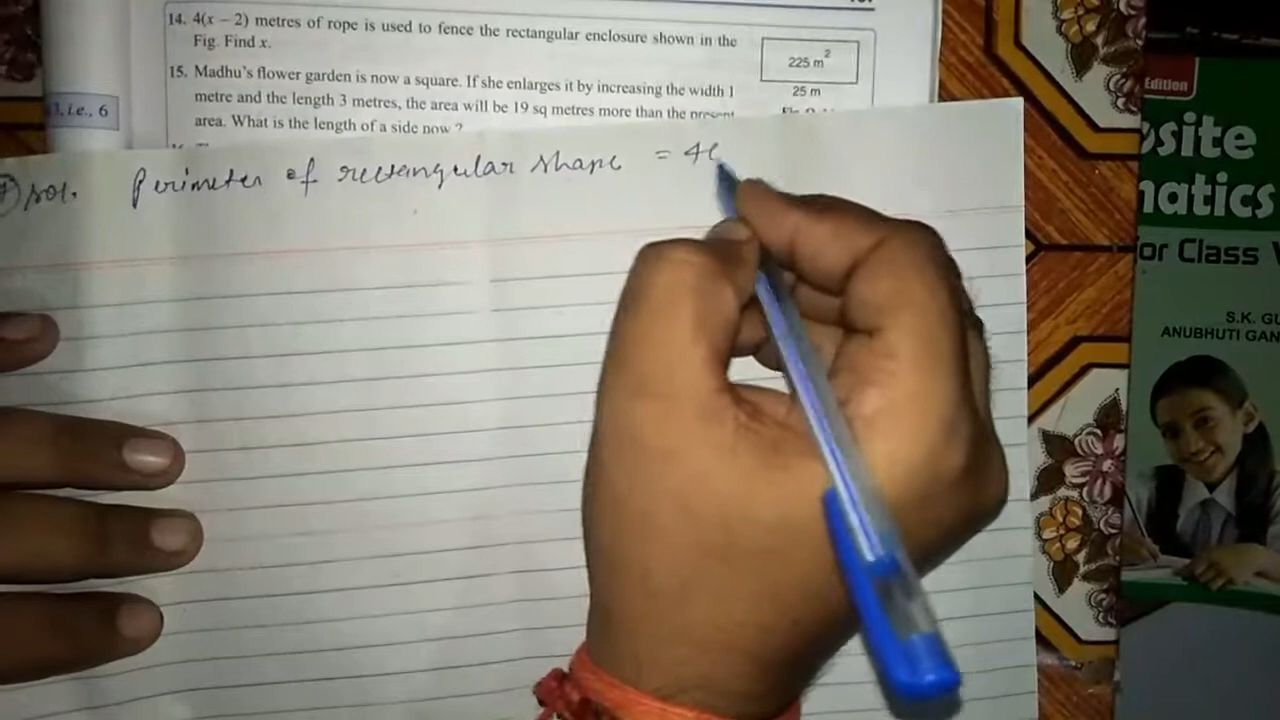 14. 4(x – 2) metres of rope is used to fence the rectangular enclosure shown in the
Fig. Find x.
225 m²
25 m
15. Madhu's flower garden is now a square. If she enlarges it by increasing the width 1
metre and the length 3 metres, the area will be 19 sq metres more than the present
area. What is the length of a side now ?
i.e., 6
sol. Perimeter of rectangular shape = 4(
Edition
osite
natics
or Class
S.K. GU
ANUBHUTI GAN